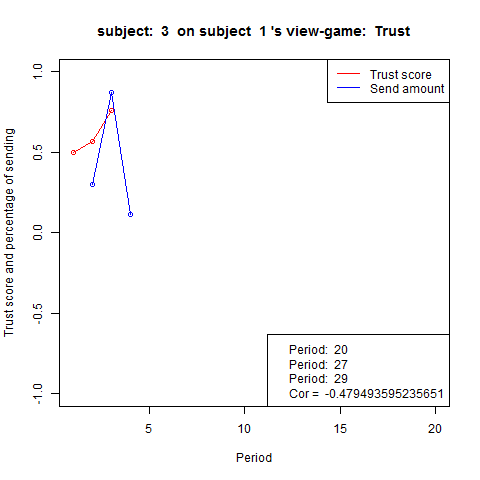 subject:  3  on subject  1 's view-game:  Trust
Trust score
Send amount
Trust score and percentage of sending
1.0
0.5
0.0
-0.5
-1.0
Period:  20
Period:  27
Period:  29
Cor =  -0.479493595235651
5 10 15 20
Period